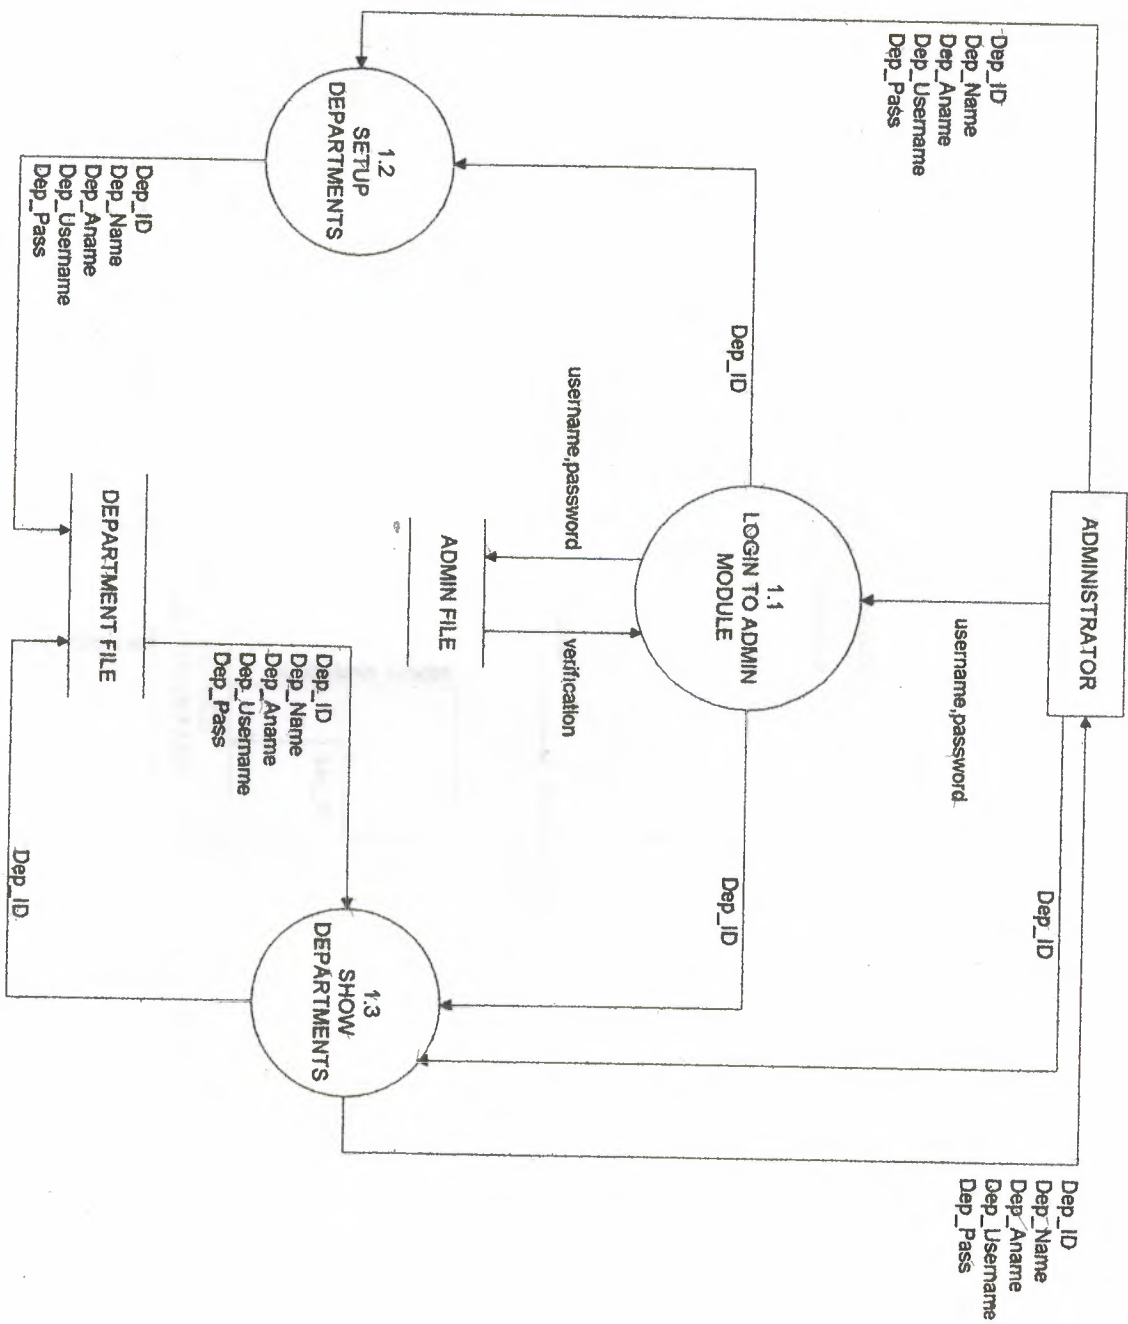 ADMINISTRATOR
Dep_ID
Dep_Name
Dep_Aname
Dep_Username
Dep_Pass
username,password
Dep_ID
Dep_ID
Dep_Name
Dep_Aname
Dep_Username
Dep_Pass
1.1
LOGIN TO ADMIN
MODULE
Dep_ID
Dep_ID
username,password
verification
ADMIN FILE
1.2
SETUP
DEPARTMENTS
1.3
SHOW
DEPARTMENTS
Dep_ID
Dep_Name
Dep_Aname
Dep_Username
Dep_Pass
Dep_ID
Dep_Name
Dep_Aname
Dep_Username
Dep_Pass
DEPARTMENT FILE
Dep_ID